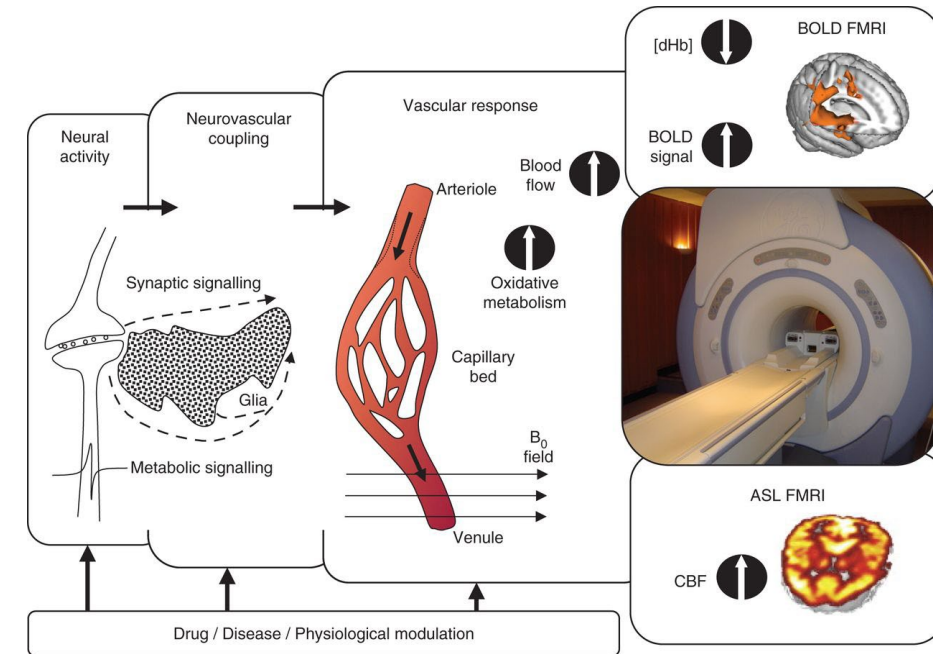 Neural
activity
Neurovascular
coupling
Vascular response
[dHb]
BOLD FMRI
BOLD
signal
Blood
flow
Arteriole
Oxidative
metabolism
Synaptic signalling
Capillary
bed
Glia
B0
field
Metabolic signalling
Venule
ASL FMRI
CBF
Drug / Disease / Physiological modulation